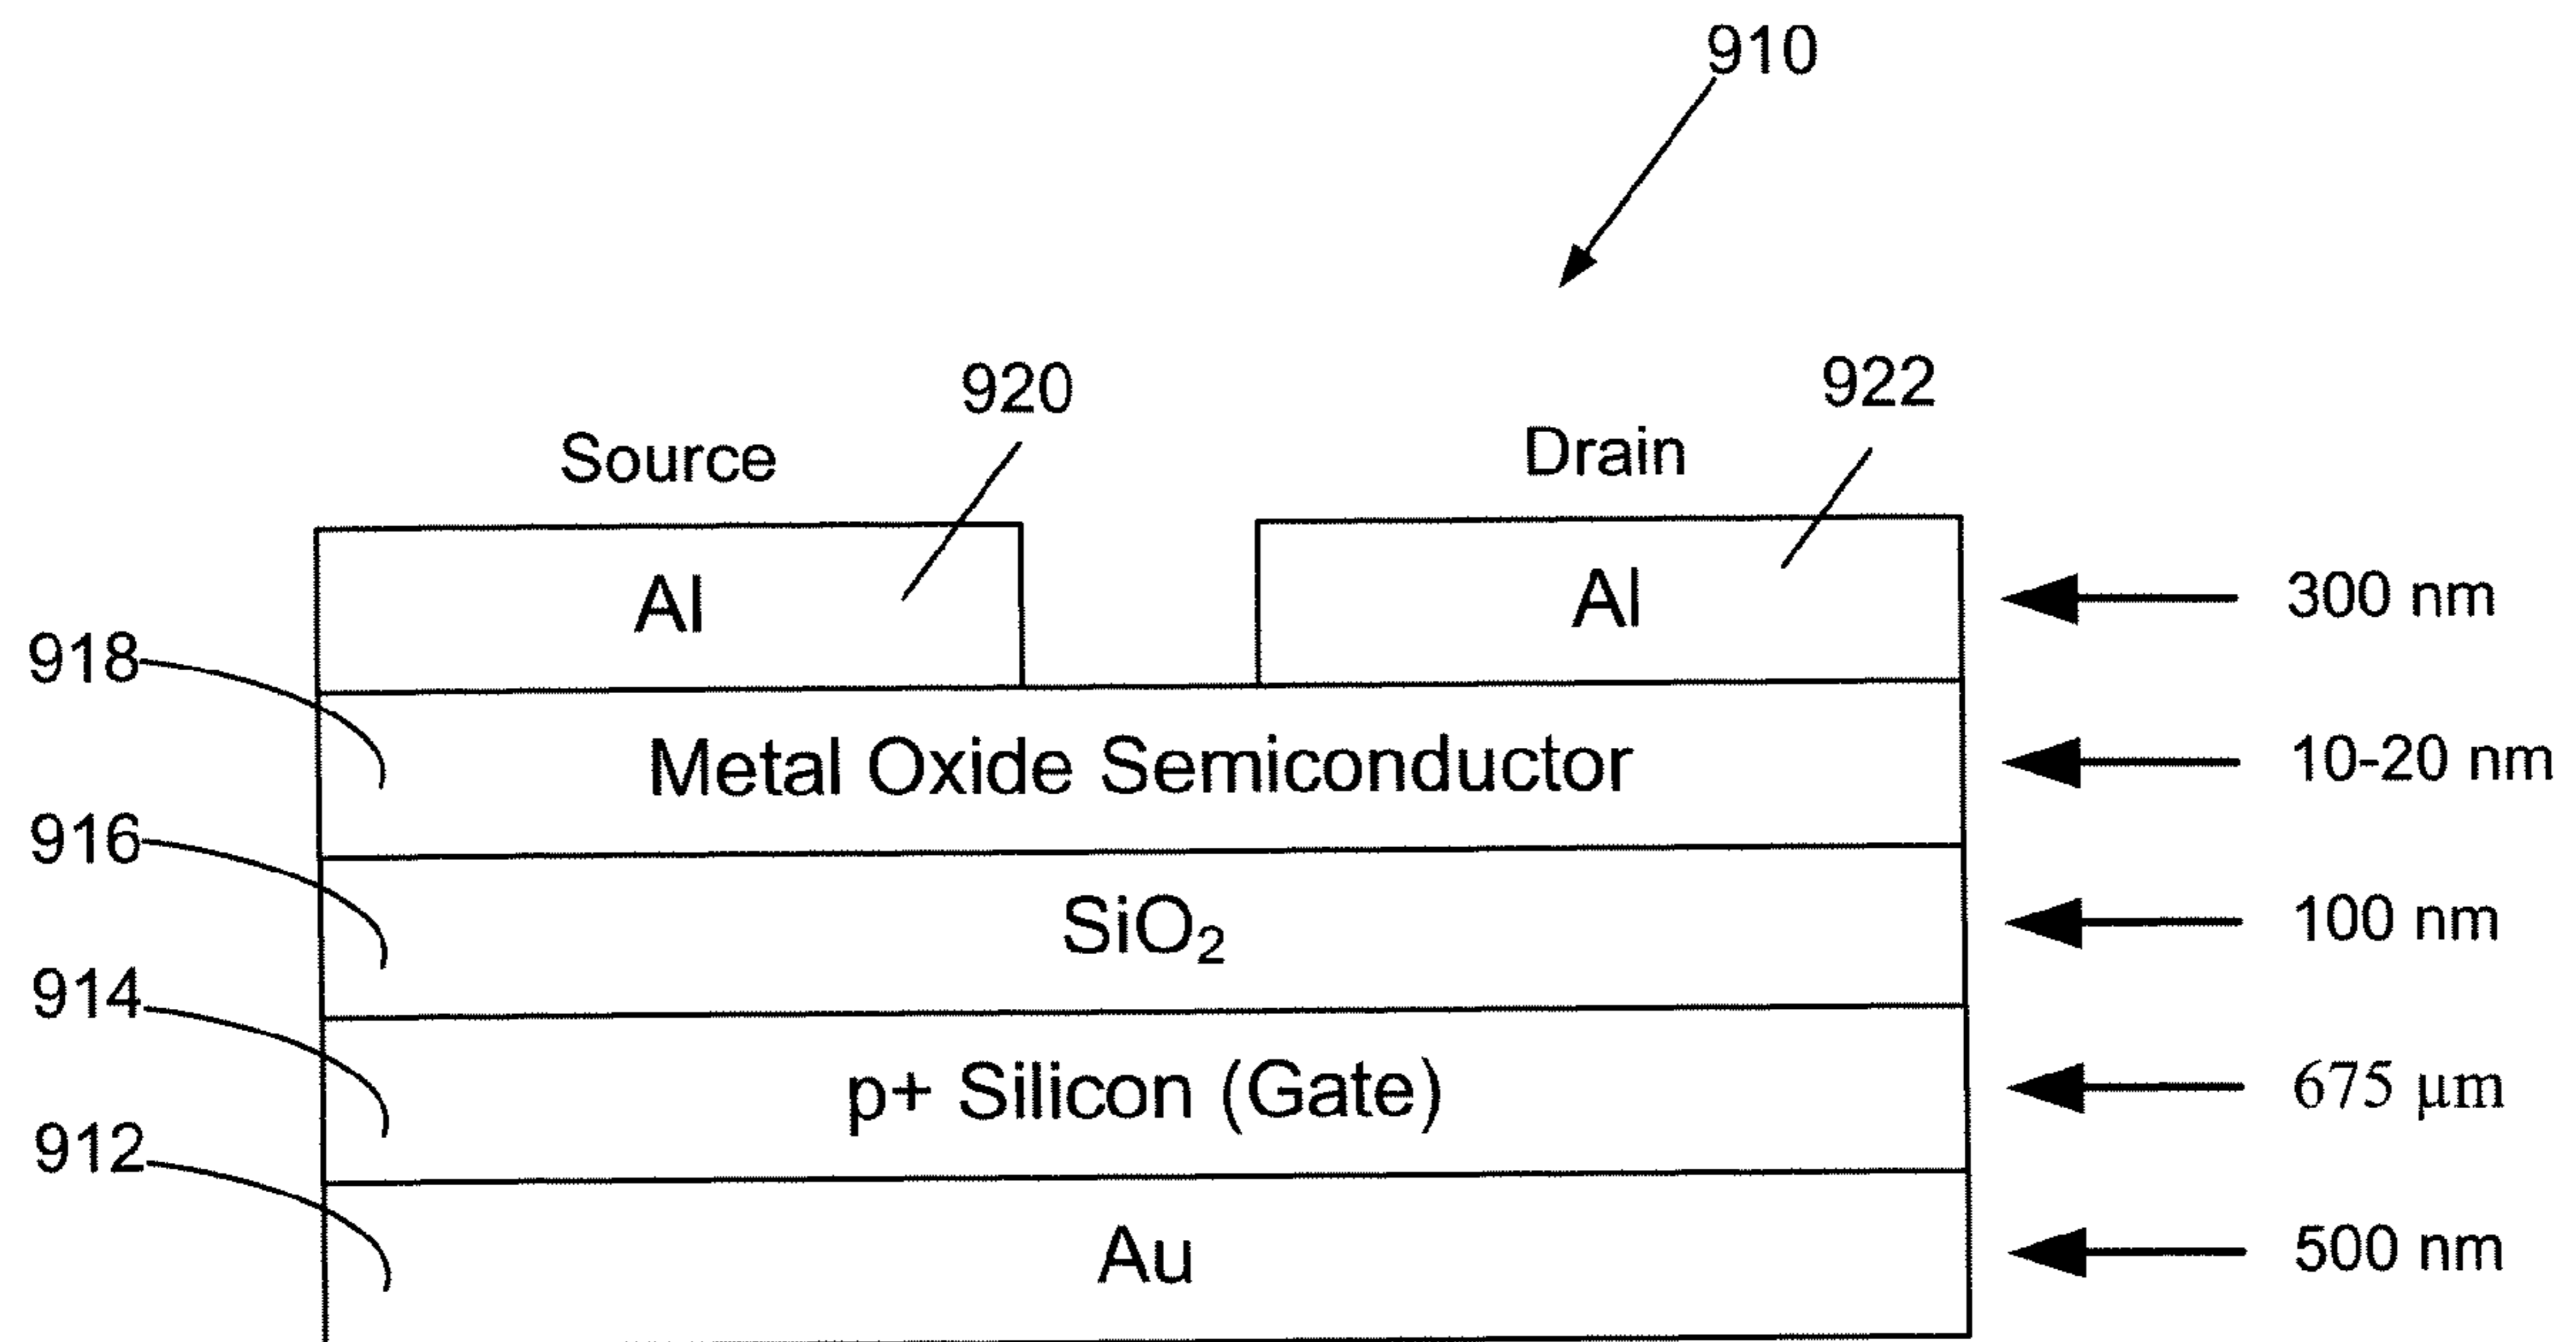 910
920
922
Source
Drain
Al
Al
300 nm
918
Metal Oxide Semiconductor
10-20 nm
916
SiO₂
100 nm
914
p+ Silicon (Gate)
675 μm
912
Au
500 nm